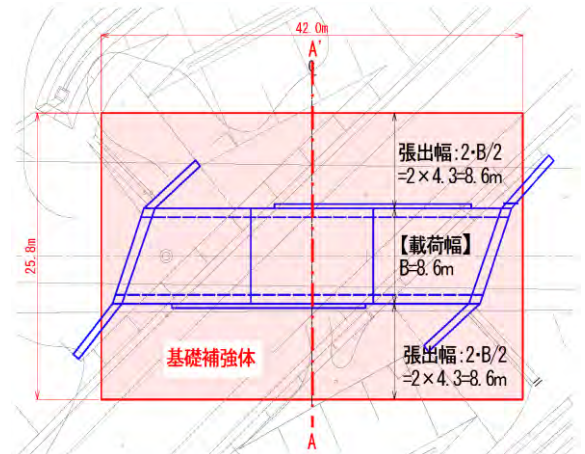 42.0m
A'
張出幅:2・B/2
=2×4.3=8.6m
25.8m
【載荷幅】
B=8.6m
張出幅:2・B/2
=2×4.3=8.6m
基礎補強体
A